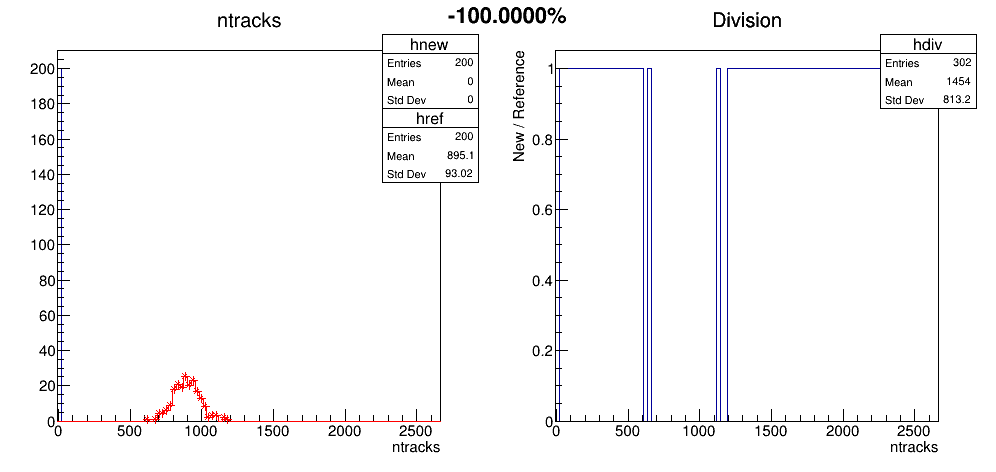 -100.0000%
ntracks
hnew
Entries 200
Mean 0
Std Dev 0
href
Entries 200
Mean 895.1
Std Dev 93.02
200
180
160
140
120
100
80
60
40
20
0
0 500 1000 1500 2000 2500
ntracks
Division
hdiv
Entries 302
Mean 1454
Std Dev 813.2
New / Reference
1
0.8
0.6
0.4
0.2
0
0 500 1000 1500 2000 2500
ntracks